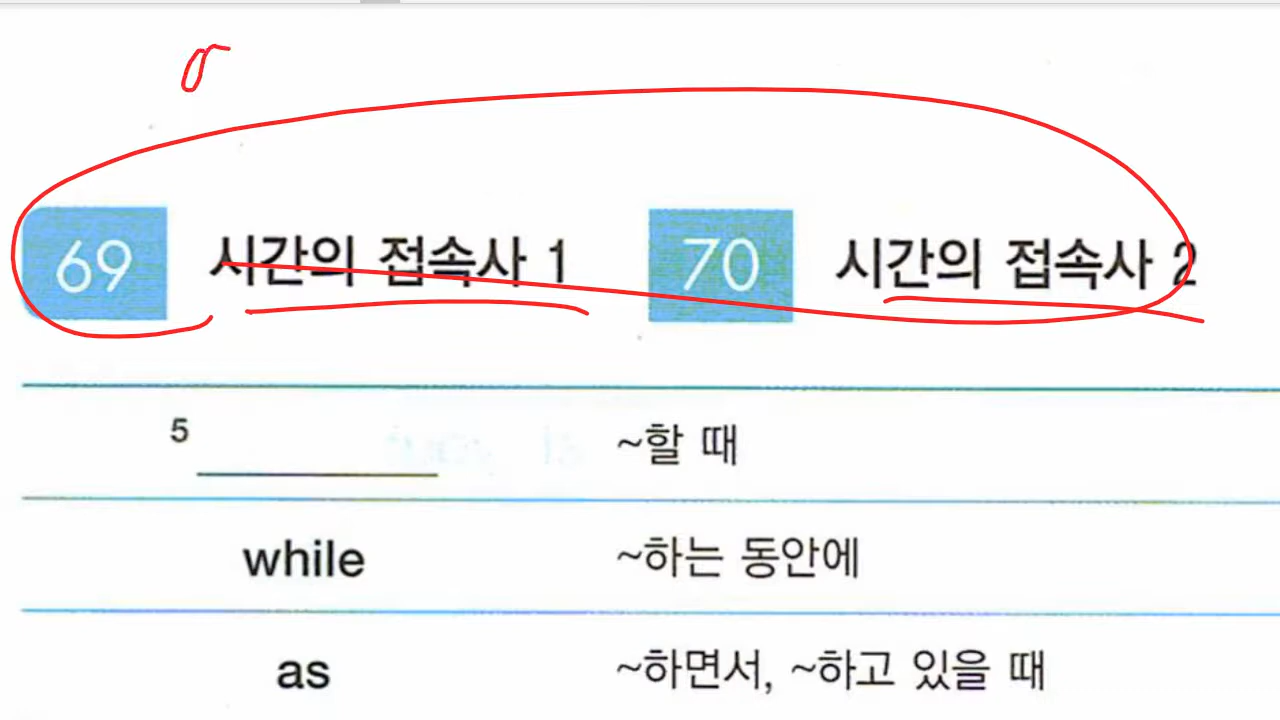 69 시간의 접속사 1 70 시간의 접속사 2
5 ~할 때
while ~하는 동안에
as ~하면서, ~하고 있을 때